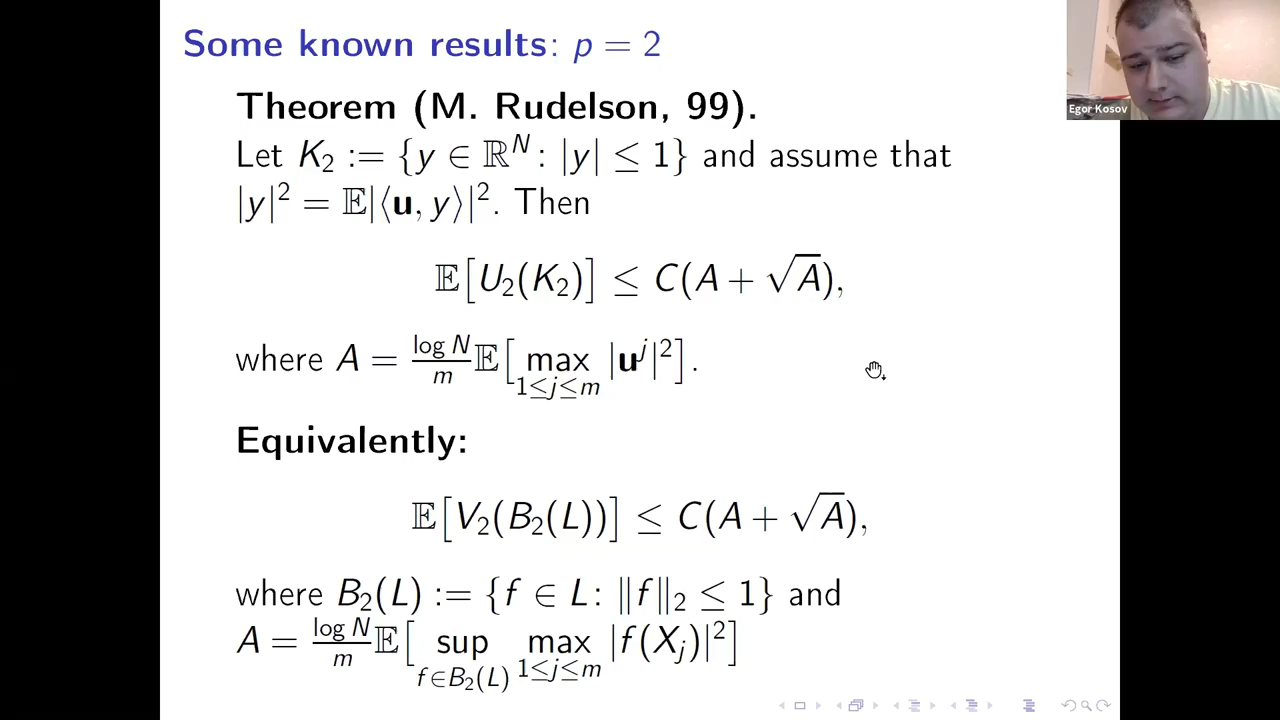 Some known results: p = 2
Theorem (M. Rudelson, 99).
Let K₂ := {y ∈ ℝᴺ : |y| ≤ 1} and assume that
|y|² = 𝔼|⟨u, y⟩|². Then
𝔼[U₂(K₂)] ≤ C(A + √A),
where A = log N/m 𝔼[max_{1≤j≤m} |uʲ|²].
Equivalently:
𝔼[V₂(B₂(L))] ≤ C(A + √A),
where B₂(L) := {f ∈ L : ‖f‖₂ ≤ 1} and
A = log N/m 𝔼[sup_{f∈B₂(L)} max_{1≤j≤m} |f(Xⱼ)|²]
Egor Kosov